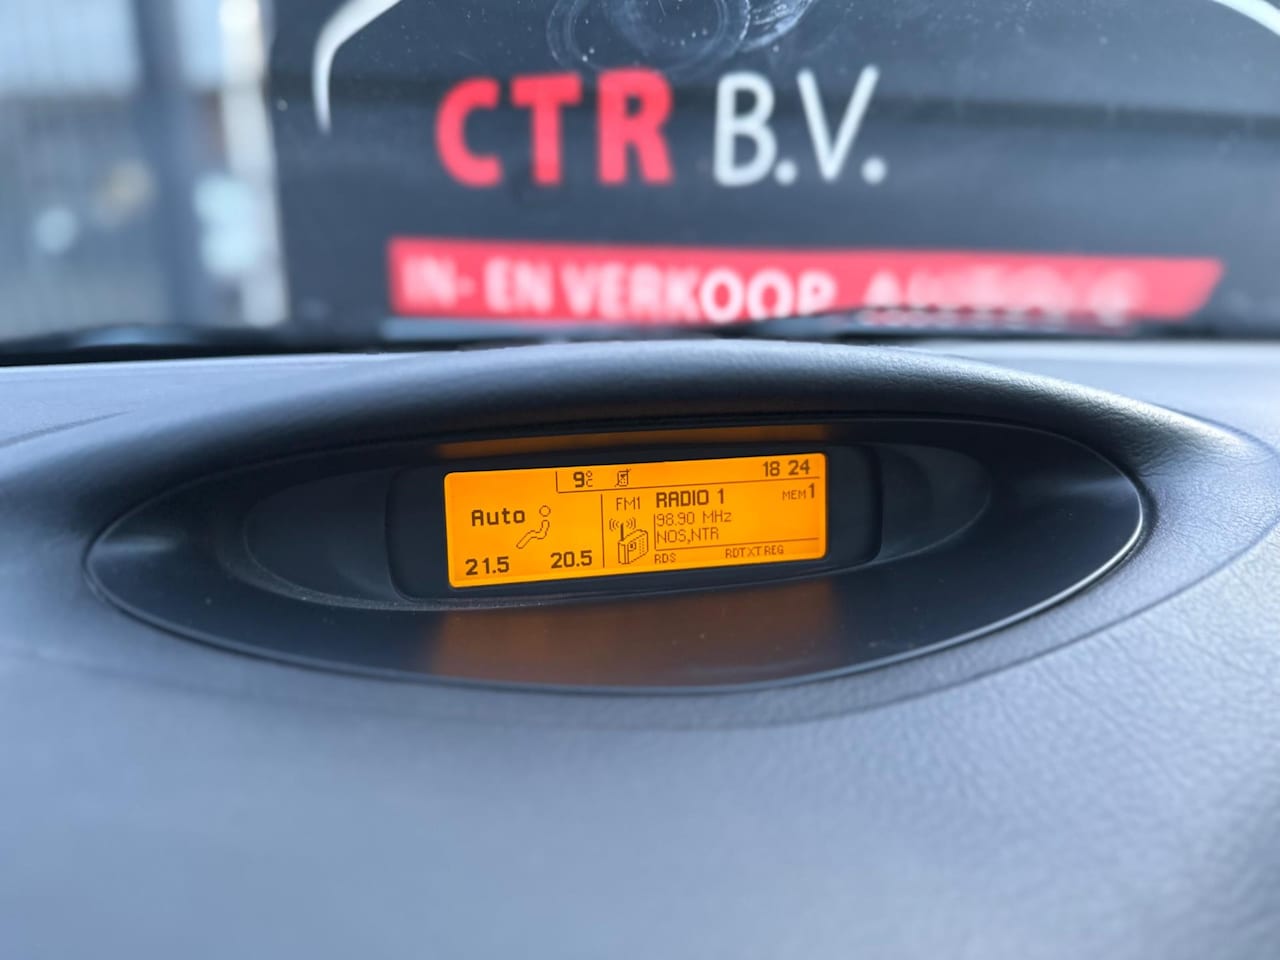 CTR B.V.
IN- EN VERKOOP AUTO'S
9°C
18 24
Auto
21.5 20.5
FM1 RADIO 1 MEM 1
98.90 MHz
NOS,NTR
RDS RDTXT REG